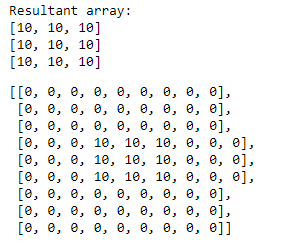 Resultant array:
[10, 10, 10]
[10, 10, 10]
[10, 10, 10]
[[0, 0, 0, 0, 0, 0, 0, 0, 0],
[0, 0, 0, 0, 0, 0, 0, 0, 0],
[0, 0, 0, 0, 0, 0, 0, 0, 0],
[0, 0, 0, 10, 10, 10, 0, 0, 0],
[0, 0, 0, 10, 10, 10, 0, 0, 0],
[0, 0, 0, 10, 10, 10, 0, 0, 0],
[0, 0, 0, 0, 0, 0, 0, 0, 0],
[0, 0, 0, 0, 0, 0, 0, 0, 0],
[0, 0, 0, 0, 0, 0, 0, 0, 0]]